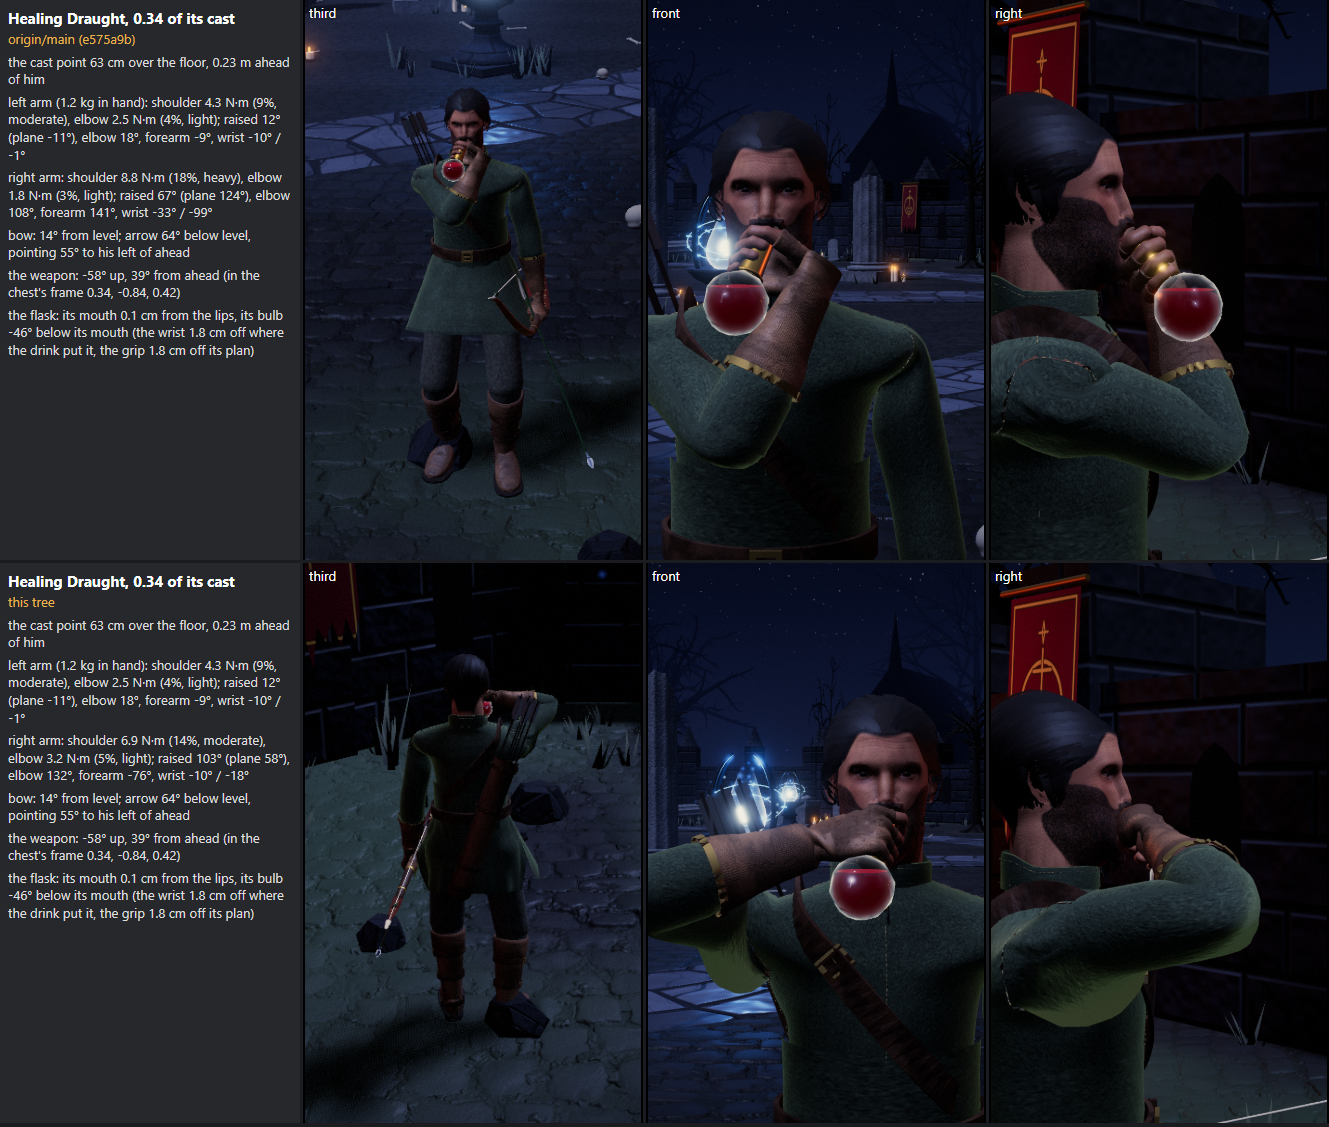 Healing Draught, 0.34 of its cast
origin/main (e575a9b)
the cast point 63 cm over the floor, 0.23 m ahead
of him
left arm (1.2 kg in hand): shoulder 4.3 N·m (9%,
moderate), elbow 2.5 N·m (4%, light); raised 12°
(plane -11°), elbow 18°, forearm -9°, wrist -10° /
-1°
right arm: shoulder 8.8 N·m (18%, heavy), elbow
1.8 N·m (3%, light); raised 67° (plane 124°), elbow
108°, forearm 141°, wrist -33° / -99°
bow: 14° from level; arrow 64° below level,
pointing 55° to his left of ahead
the weapon: -58° up, 39° from ahead (in the
chest's frame 0.34, -0.84, 0.42)
the flask: its mouth 0.1 cm from the lips, its bulb
-46° below its mouth (the wrist 1.8 cm off where
the drink put it, the grip 1.8 cm off its plan)
third
front
right
Healing Draught, 0.34 of its cast
this tree
the cast point 63 cm over the floor, 0.23 m ahead
of him
left arm (1.2 kg in hand): shoulder 4.3 N·m (9%,
moderate), elbow 2.5 N·m (4%, light); raised 12°
(plane -11°), elbow 18°, forearm -9°, wrist -10° /
-1°
right arm: shoulder 6.9 N·m (14%, moderate),
elbow 3.2 N·m (5%, light); raised 103° (plane 58°),
elbow 132°, forearm -76°, wrist -10° / -18°
bow: 14° from level; arrow 64° below level,
pointing 55° to his left of ahead
the weapon: -58° up, 39° from ahead (in the
chest's frame 0.34, -0.84, 0.42)
the flask: its mouth 0.1 cm from the lips, its bulb
-46° below its mouth (the wrist 1.8 cm off where
the drink put it, the grip 1.8 cm off its plan)
third
front
right